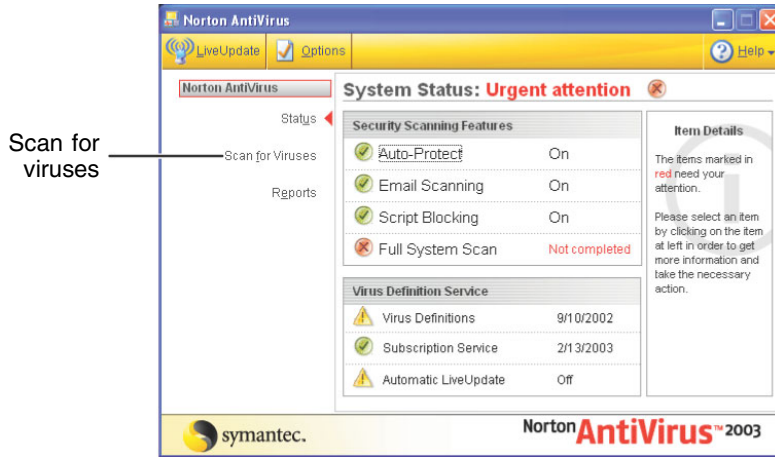 Norton AntiVirus
LiveUpdate
Options
Help
Scan for
viruses
Norton AntiVirus
Status
Scan for Viruses
Reports
System Status: Urgent attention
Security Scanning Features
Auto-Protect On
Email Scanning On
Script Blocking On
Full System Scan Not completed
Virus Definition Service
Virus Definitions 9/10/2002
Subscription Service 2/13/2003
Automatic LiveUpdate Off
Item Details
The items marked in
red need your
attention.
Please select an item
by clicking on the item
at left in order to get
more information and
take the necessary
action.
symantec.
Norton AntiVirus™ 2003